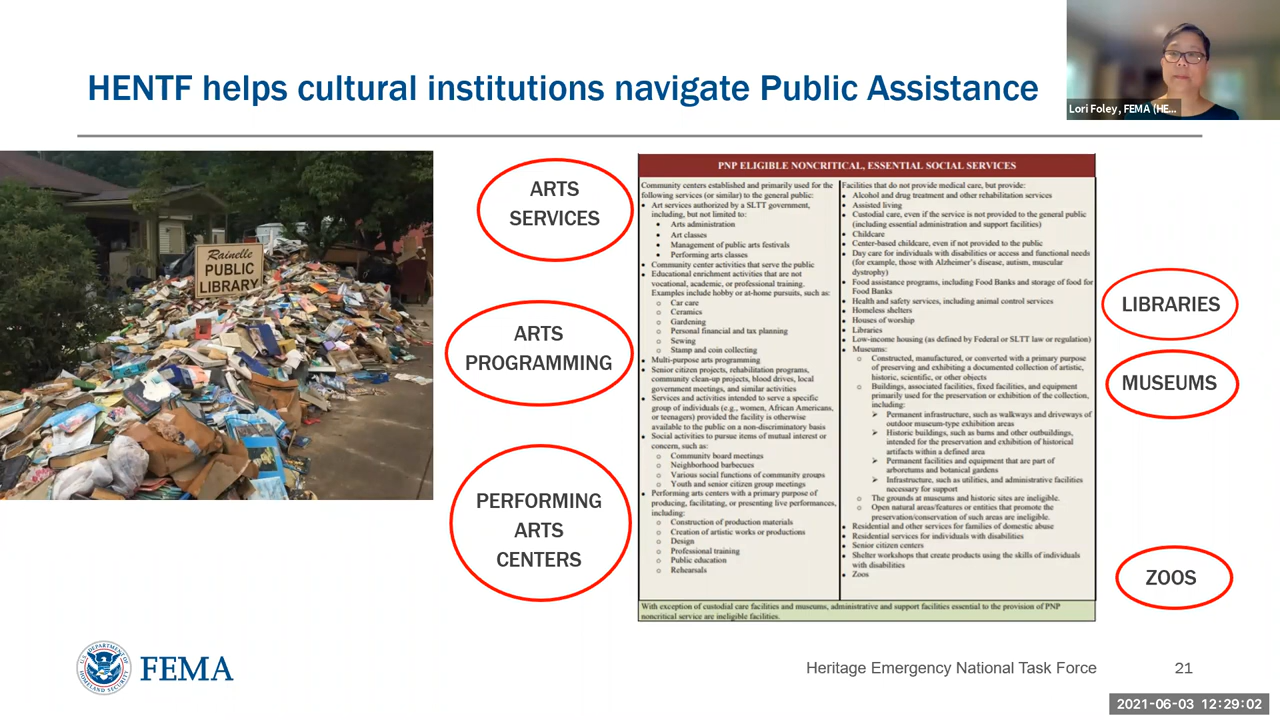 HENTF helps cultural institutions navigate Public Assistance
Lori Foley, FEMA (HE...
Rainelle
PUBLIC
LIBRARY
ARTS
SERVICES
ARTS
PROGRAMMING
PERFORMING
ARTS
CENTERS
PNP ELIGIBLE NONCRITICAL, ESSENTIAL SOCIAL SERVICES
Community centers established and primarily used for the
following services (or similar) to the general public:
• Art services authorized by a SLTT government,
including, but not limited to:
• Arts administration
• Art classes
• Management of public arts festivals
• Performing arts classes
• Community center activities that serve the public
• Educational enrichment activities that are not
vocational, academic, or professional training.
Examples include hobby or at-home pursuits, such as:
o Car care
o Ceramics
o Gardening
o Personal financial and tax planning
o Sewing
o Stamp and coin collecting
• Multi-purpose arts programming
• Senior citizen projects, rehabilitation programs,
community clean-up projects, blood drives, local
government meetings, and similar activities
• Services and activities intended to serve a specific
group of individuals (e.g., women, African Americans,
or teenagers) provided the facility is otherwise
available to the public on a non-discriminatory basis
• Social activities to pursue items of mutual interest or
concern, such as:
o Community board meetings
o Neighborhood barbecues
o Various social functions of community groups
o Youth and senior citizen group meetings
• Performing arts centers with a primary purpose of
producing, facilitating, or presenting live performances,
including:
o Construction of production materials
o Creation of artistic works or productions
o Design
o Professional training
o Public education
o Rehearsals
Facilities that do not provide medical care, but provide:
• Alcohol and drug treatment and other rehabilitation services
• Assisted living
• Custodial care, even if the service is not provided to the general public
(including essential administration and support facilities)
• Childcare
• Center-based childcare, even if not provided to the public
• Day care for individuals with disabilities or access and functional needs
(for example, those with Alzheimer's disease, autism, muscular
dystrophy)
• Food assistance programs, including Food Banks and storage of food for
Food Banks
• Health and safety services, including animal control services
• Homeless shelters
• Houses of worship
• Libraries
• Low-income housing (as defined by Federal or SLTT law or regulation)
• Museums:
o Constructed, manufactured, or converted with a primary purpose
of preserving and exhibiting a documented collection of artistic,
historic, scientific, or other objects
o Buildings, associated facilities, fixed facilities, and equipment
primarily used for the preservation or exhibition of the collection,
including:
➢ Permanent infrastructure, such as walkways and driveways of
outdoor museum-type exhibition areas
➢ Historic buildings, such as barns and other outbuildings,
intended for the preservation and exhibition of historical
artifacts within a defined area
➢ Permanent facilities and equipment that are part of
arboretums and botanical gardens
➢ Infrastructure, such as utilities, and administrative facilities
necessary for support
o The grounds at museums and historic sites are ineligible.
o Open natural areas/features or entities that promote the
preservation/conservation of such areas are ineligible.
• Residential and other services for families of domestic abuse
• Residential services for individuals with disabilities
• Senior citizen centers
• Shelter workshops that create products using the skills of individuals
with disabilities
• Zoos
With exception of custodial care facilities and museums, administrative and support facilities essential to the provision of PNP
noncritical service are ineligible facilities.
LIBRARIES
MUSEUMS
ZOOS
U.S. DEPARTMENT OF
HOMELAND SECURITY
FEMA
Heritage Emergency National Task Force
21
2021-06-03 12:29:02